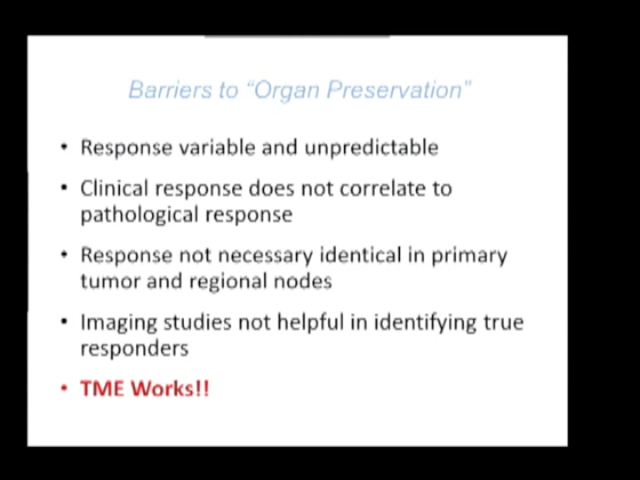 Barriers to "Organ Preservation"
• Response variable and unpredictable
• Clinical response does not correlate to
pathological response
• Response not necessary identical in primary
tumor and regional nodes
• Imaging studies not helpful in identifying true
responders
• TME Works!!